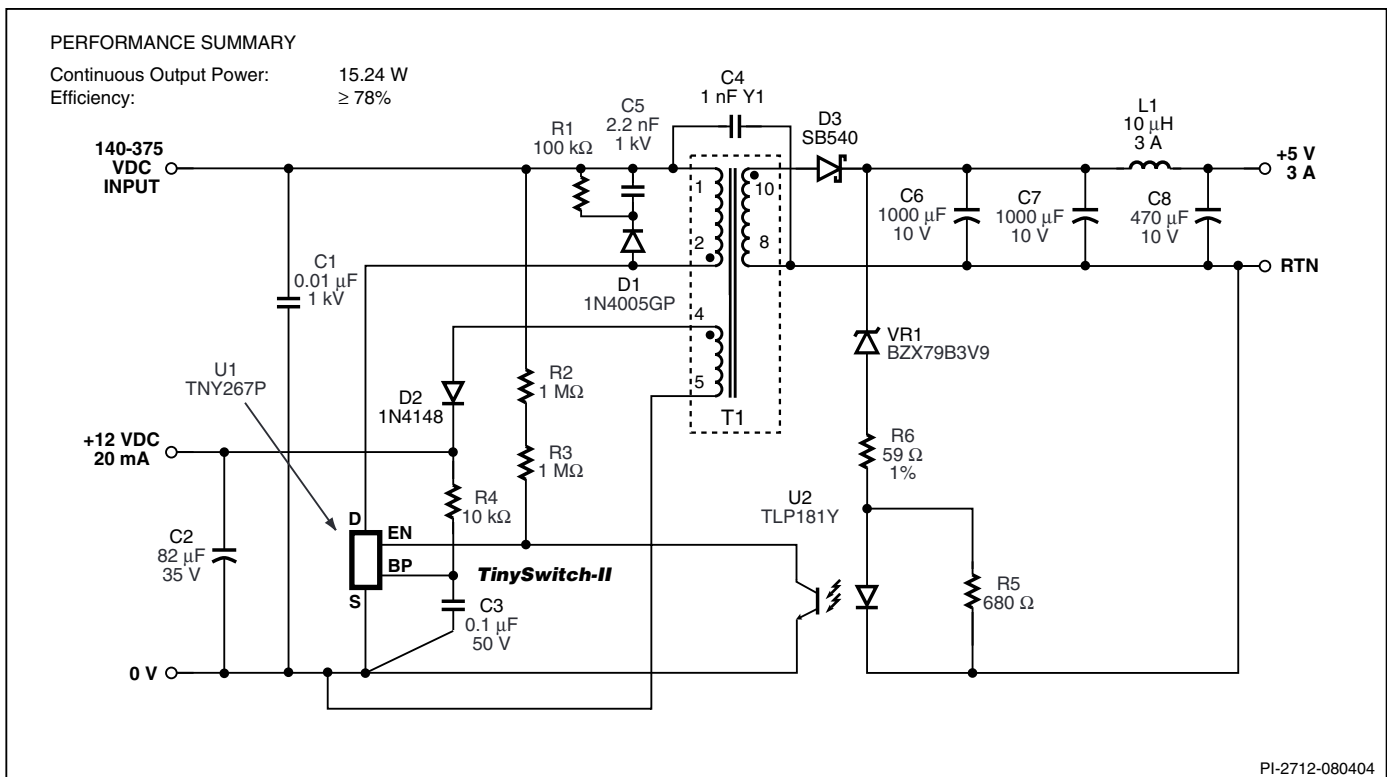 PERFORMANCE SUMMARY
Continuous Output Power: 15.24 W
Efficiency: ≥ 78%
140-375
VDC
INPUT
C1
0.01 μF
1 kV
R1
100 kΩ
C5
2.2 nF
1 kV
C4
1 nF Y1
D1
1N4005GP
1
2
4
5
10
8
T1
D3
SB540
L1
10 μH
3 A
+5 V
3 A
C6
1000 μF
10 V
C7
1000 μF
10 V
C8
470 μF
10 V
RTN
VR1
BZX79B3V9
U1
TNY267P
D2
1N4148
R2
1 MΩ
R3
1 MΩ
+12 VDC
20 mA
R4
10 kΩ
R6
59 Ω
1%
U2
TLP181Y
C2
82 μF
35 V
D
EN
BP
S
TinySwitch-II
C3
0.1 μF
50 V
R5
680 Ω
0 V
PI-2712-080404